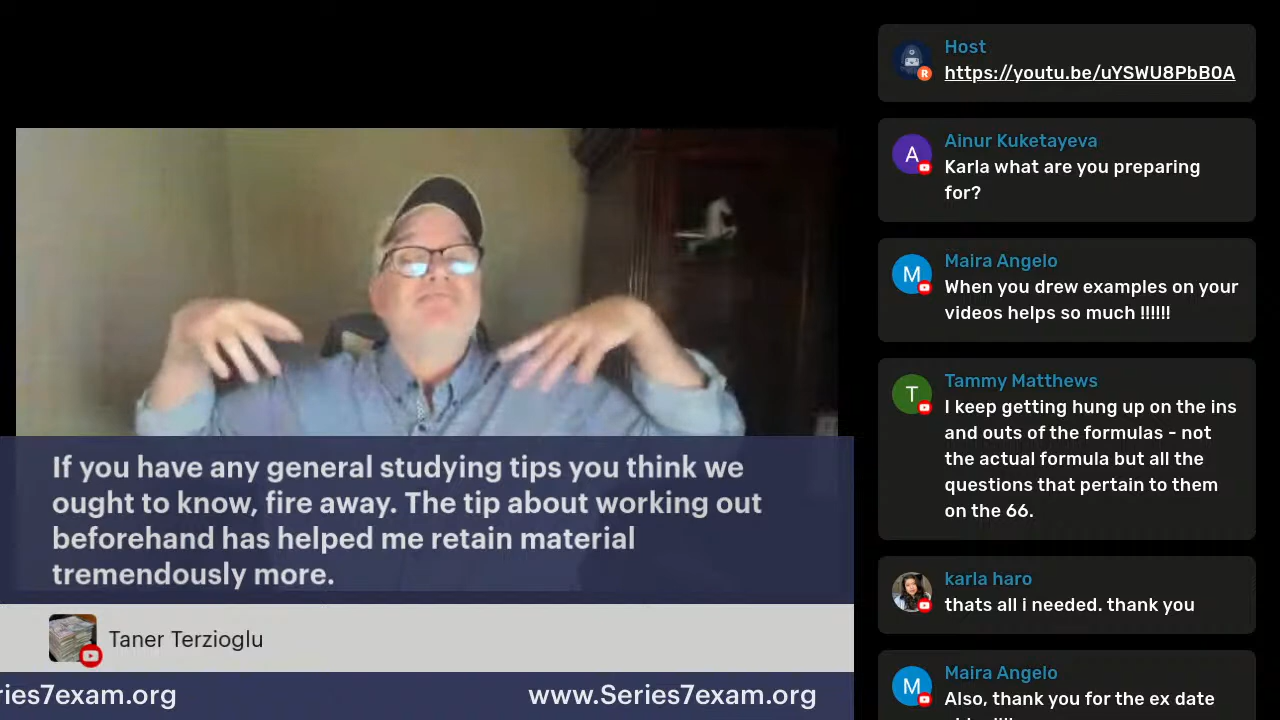 If you have any general studying tips you think we
ought to know, fire away. The tip about working out
beforehand has helped me retain material
tremendously more.
Taner Terzioglu
ries7exam.org
www.Series7exam.org
Host
R
https://youtu.be/uYSWU8PbB0A
A
Ainur Kuketayeva
Karla what are you preparing
for?
M
Maira Angelo
When you drew examples on your
videos helps so much !!!!!!
T
Tammy Matthews
I keep getting hung up on the ins
and outs of the formulas - not
the actual formula but all the
questions that pertain to them
on the 66.
karla haro
thats all i needed. thank you
M
Maira Angelo
Also, thank you for the ex date